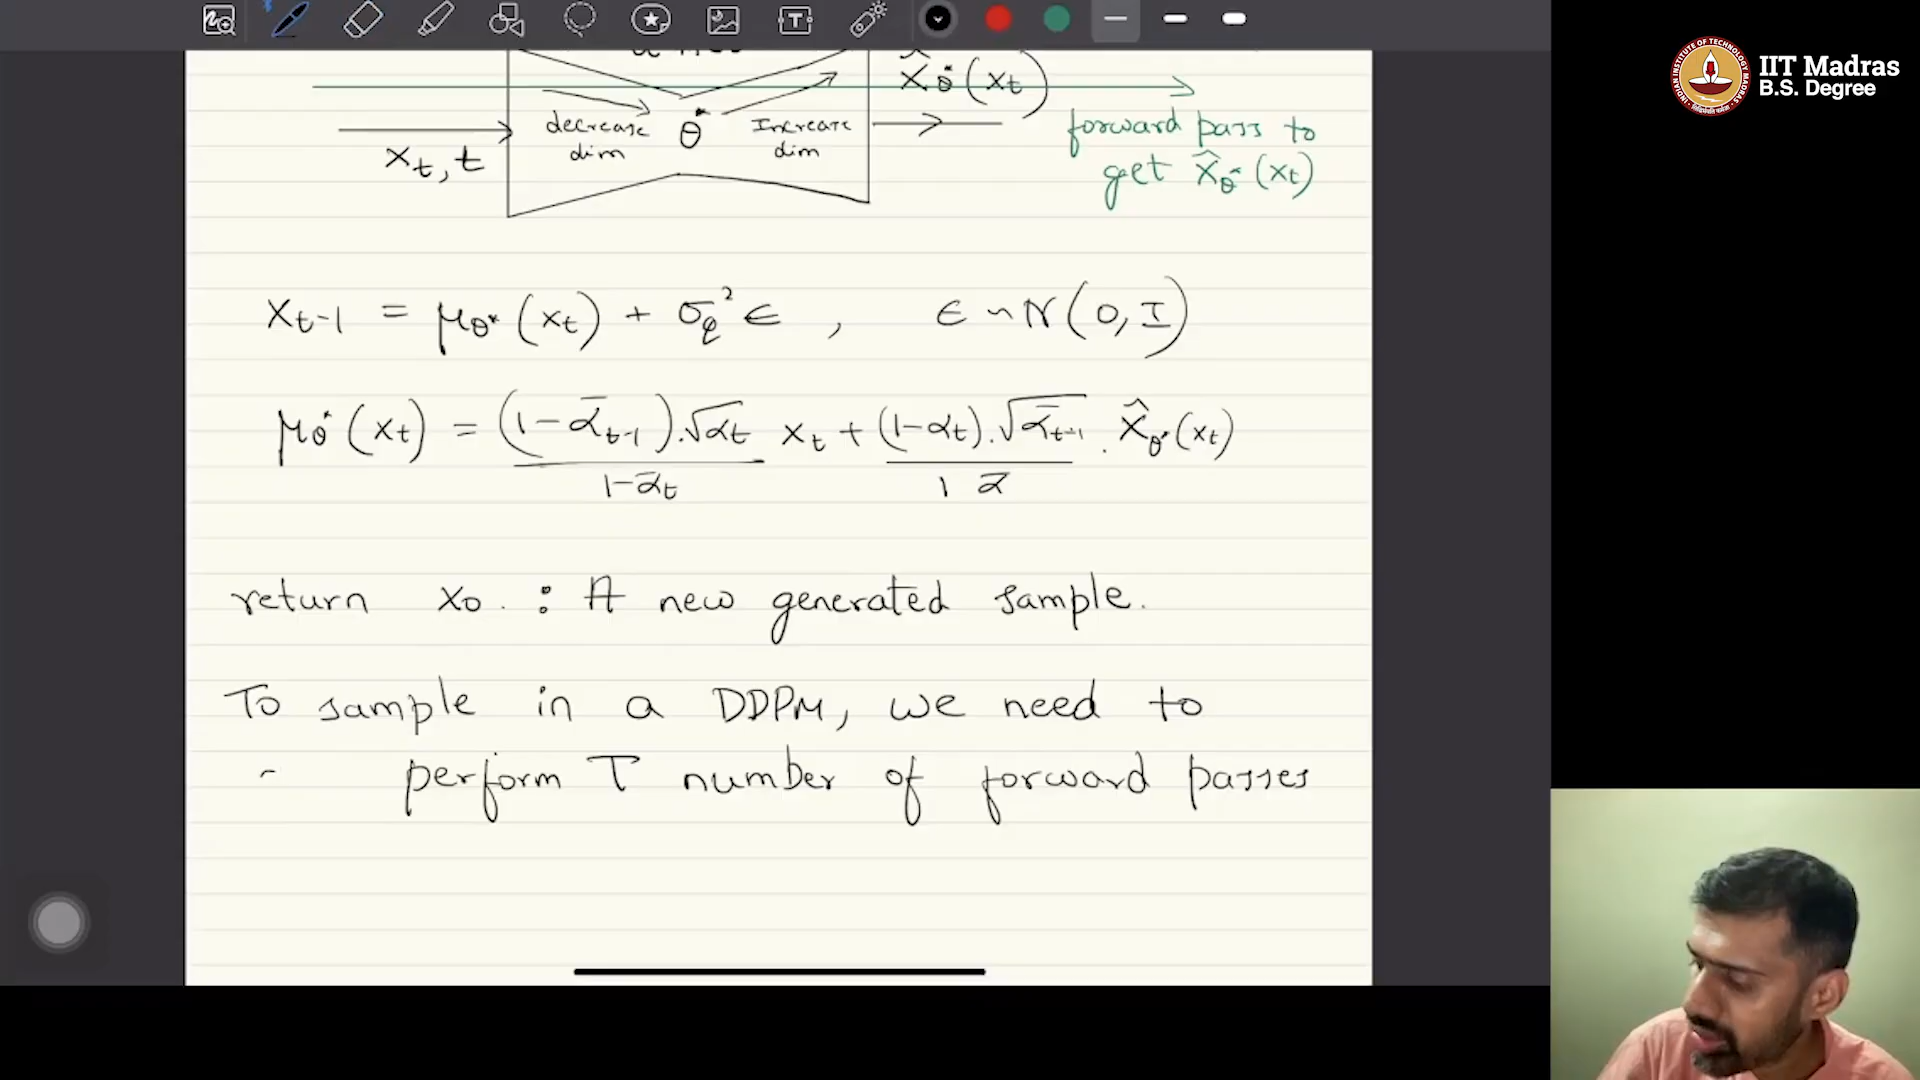 IIT Madras
B.S. Degree
X̂θ*(xt)
decrease dim
θ*
Increase dim
xt, t
forward pass to
get X̂θ*(xt)
xt-1 = μθ*(xt) + σq² ϵ , ϵ ~ N(0, I)
μθ*(xt) = (1-ᾱt-1).√αt / 1-ᾱt xt + (1-αt).√ᾱt-1 / 1 ᾱ . X̂θ*(xt)
return x0. : A new generated sample.
To sample in a DDPM, we need to
perform T number of forward passes